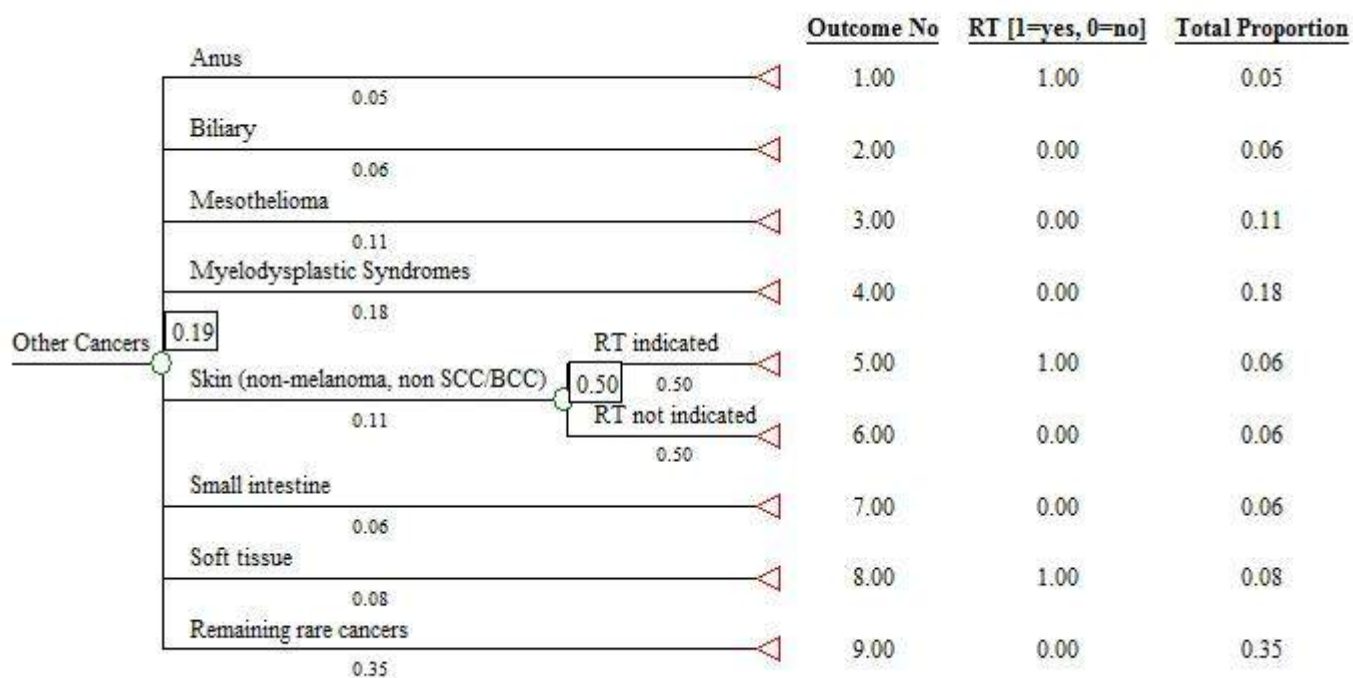 Outcome No RT [1=yes, 0=no] Total Proportion
Anus
0.05
1.00 1.00 0.05
Biliary
0.06
2.00 0.00 0.06
Mesothelioma
0.11
3.00 0.00 0.11
Myelodysplastic Syndromes
0.18
4.00 0.00 0.18
Other Cancers
0.19
RT indicated
0.50
5.00 1.00 0.06
Skin (non-melanoma, non SCC/BCC)
0.11
0.50
RT not indicated
0.50
6.00 0.00 0.06
Small intestine
0.06
7.00 0.00 0.06
Soft tissue
0.08
8.00 1.00 0.08
Remaining rare cancers
0.35
9.00 0.00 0.35